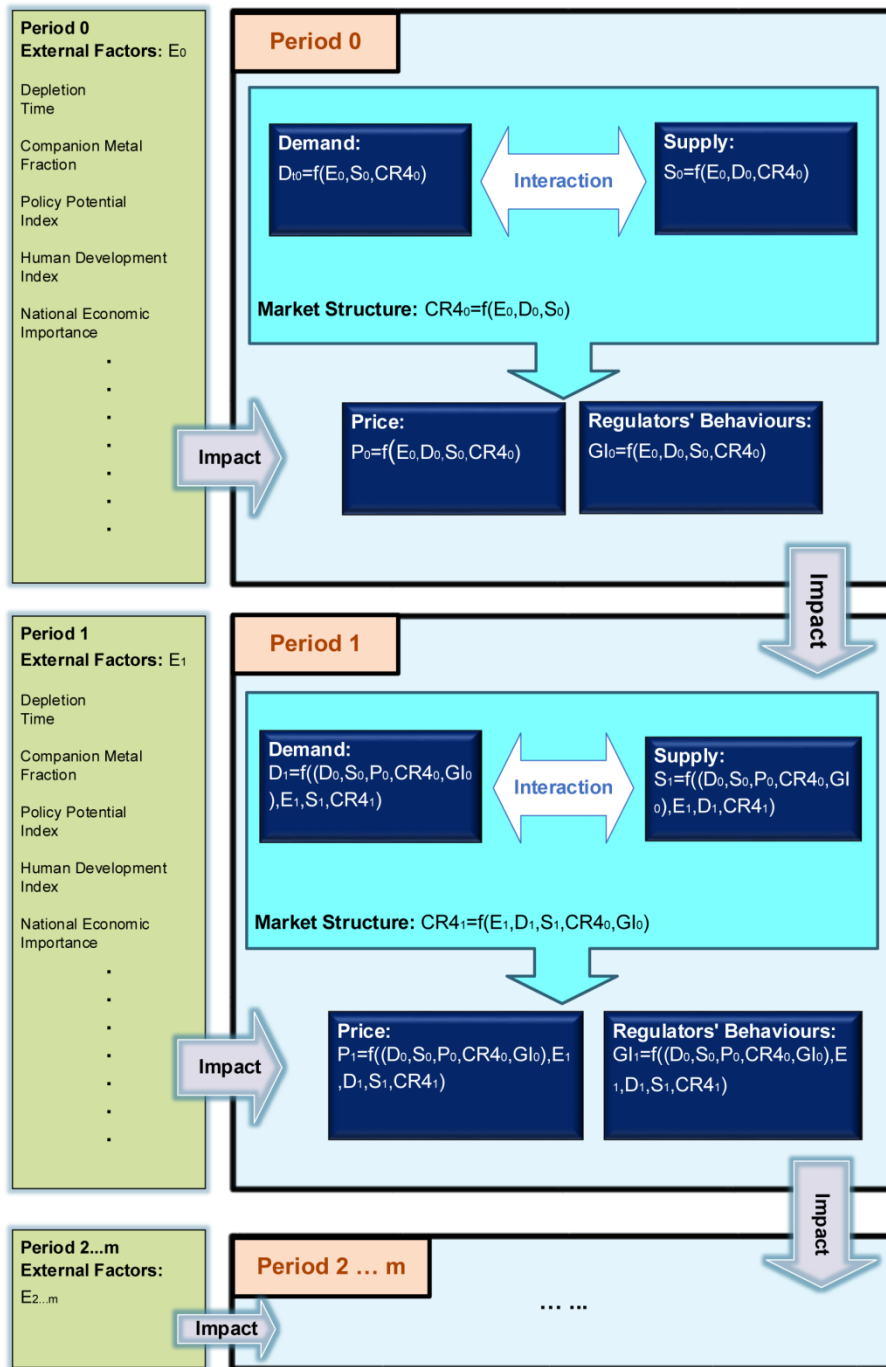 Period 0
External Factors: E₀
Depletion
Time
Companion Metal
Fraction
Policy Potential
Index
Human Development
Index
National Economic
Importance
Period 0
Demand:
Dₜ₀=f(E₀,S₀,CR4₀)
Interaction
Supply:
S₀=f(E₀,D₀,CR4₀)
Market Structure: CR4₀=f(E₀,D₀,S₀)
Impact
Price:
P₀=f(E₀,D₀,S₀,CR4₀)
Regulators' Behaviours:
GI₀=f(E₀,D₀,S₀,CR4₀)
Impact
Period 1
External Factors: E₁
Depletion
Time
Companion Metal
Fraction
Policy Potential
Index
Human Development
Index
National Economic
Importance
Period 1
Demand:
D₁=f((D₀,S₀,P₀,CR4₀,GI₀
),E₁,S₁,CR4₁)
Interaction
Supply:
S₁=f((D₀,S₀,P₀,CR4₀,GI
₀),E₁,D₁,CR4₁)
Market Structure: CR4₁=f(E₁,D₁,S₁,CR4₀,GI₀)
Impact
Price:
P₁=f((D₀,S₀,P₀,CR4₀,GI₀),E₁
,D₁,S₁,CR4₁)
Regulators' Behaviours:
GI₁=f((D₀,S₀,P₀,CR4₀,GI₀),E
₁,D₁,S₁,CR4₁)
Impact
Period 2...m
External Factors:
E₂...ₘ
Impact
Period 2 … m
… ...